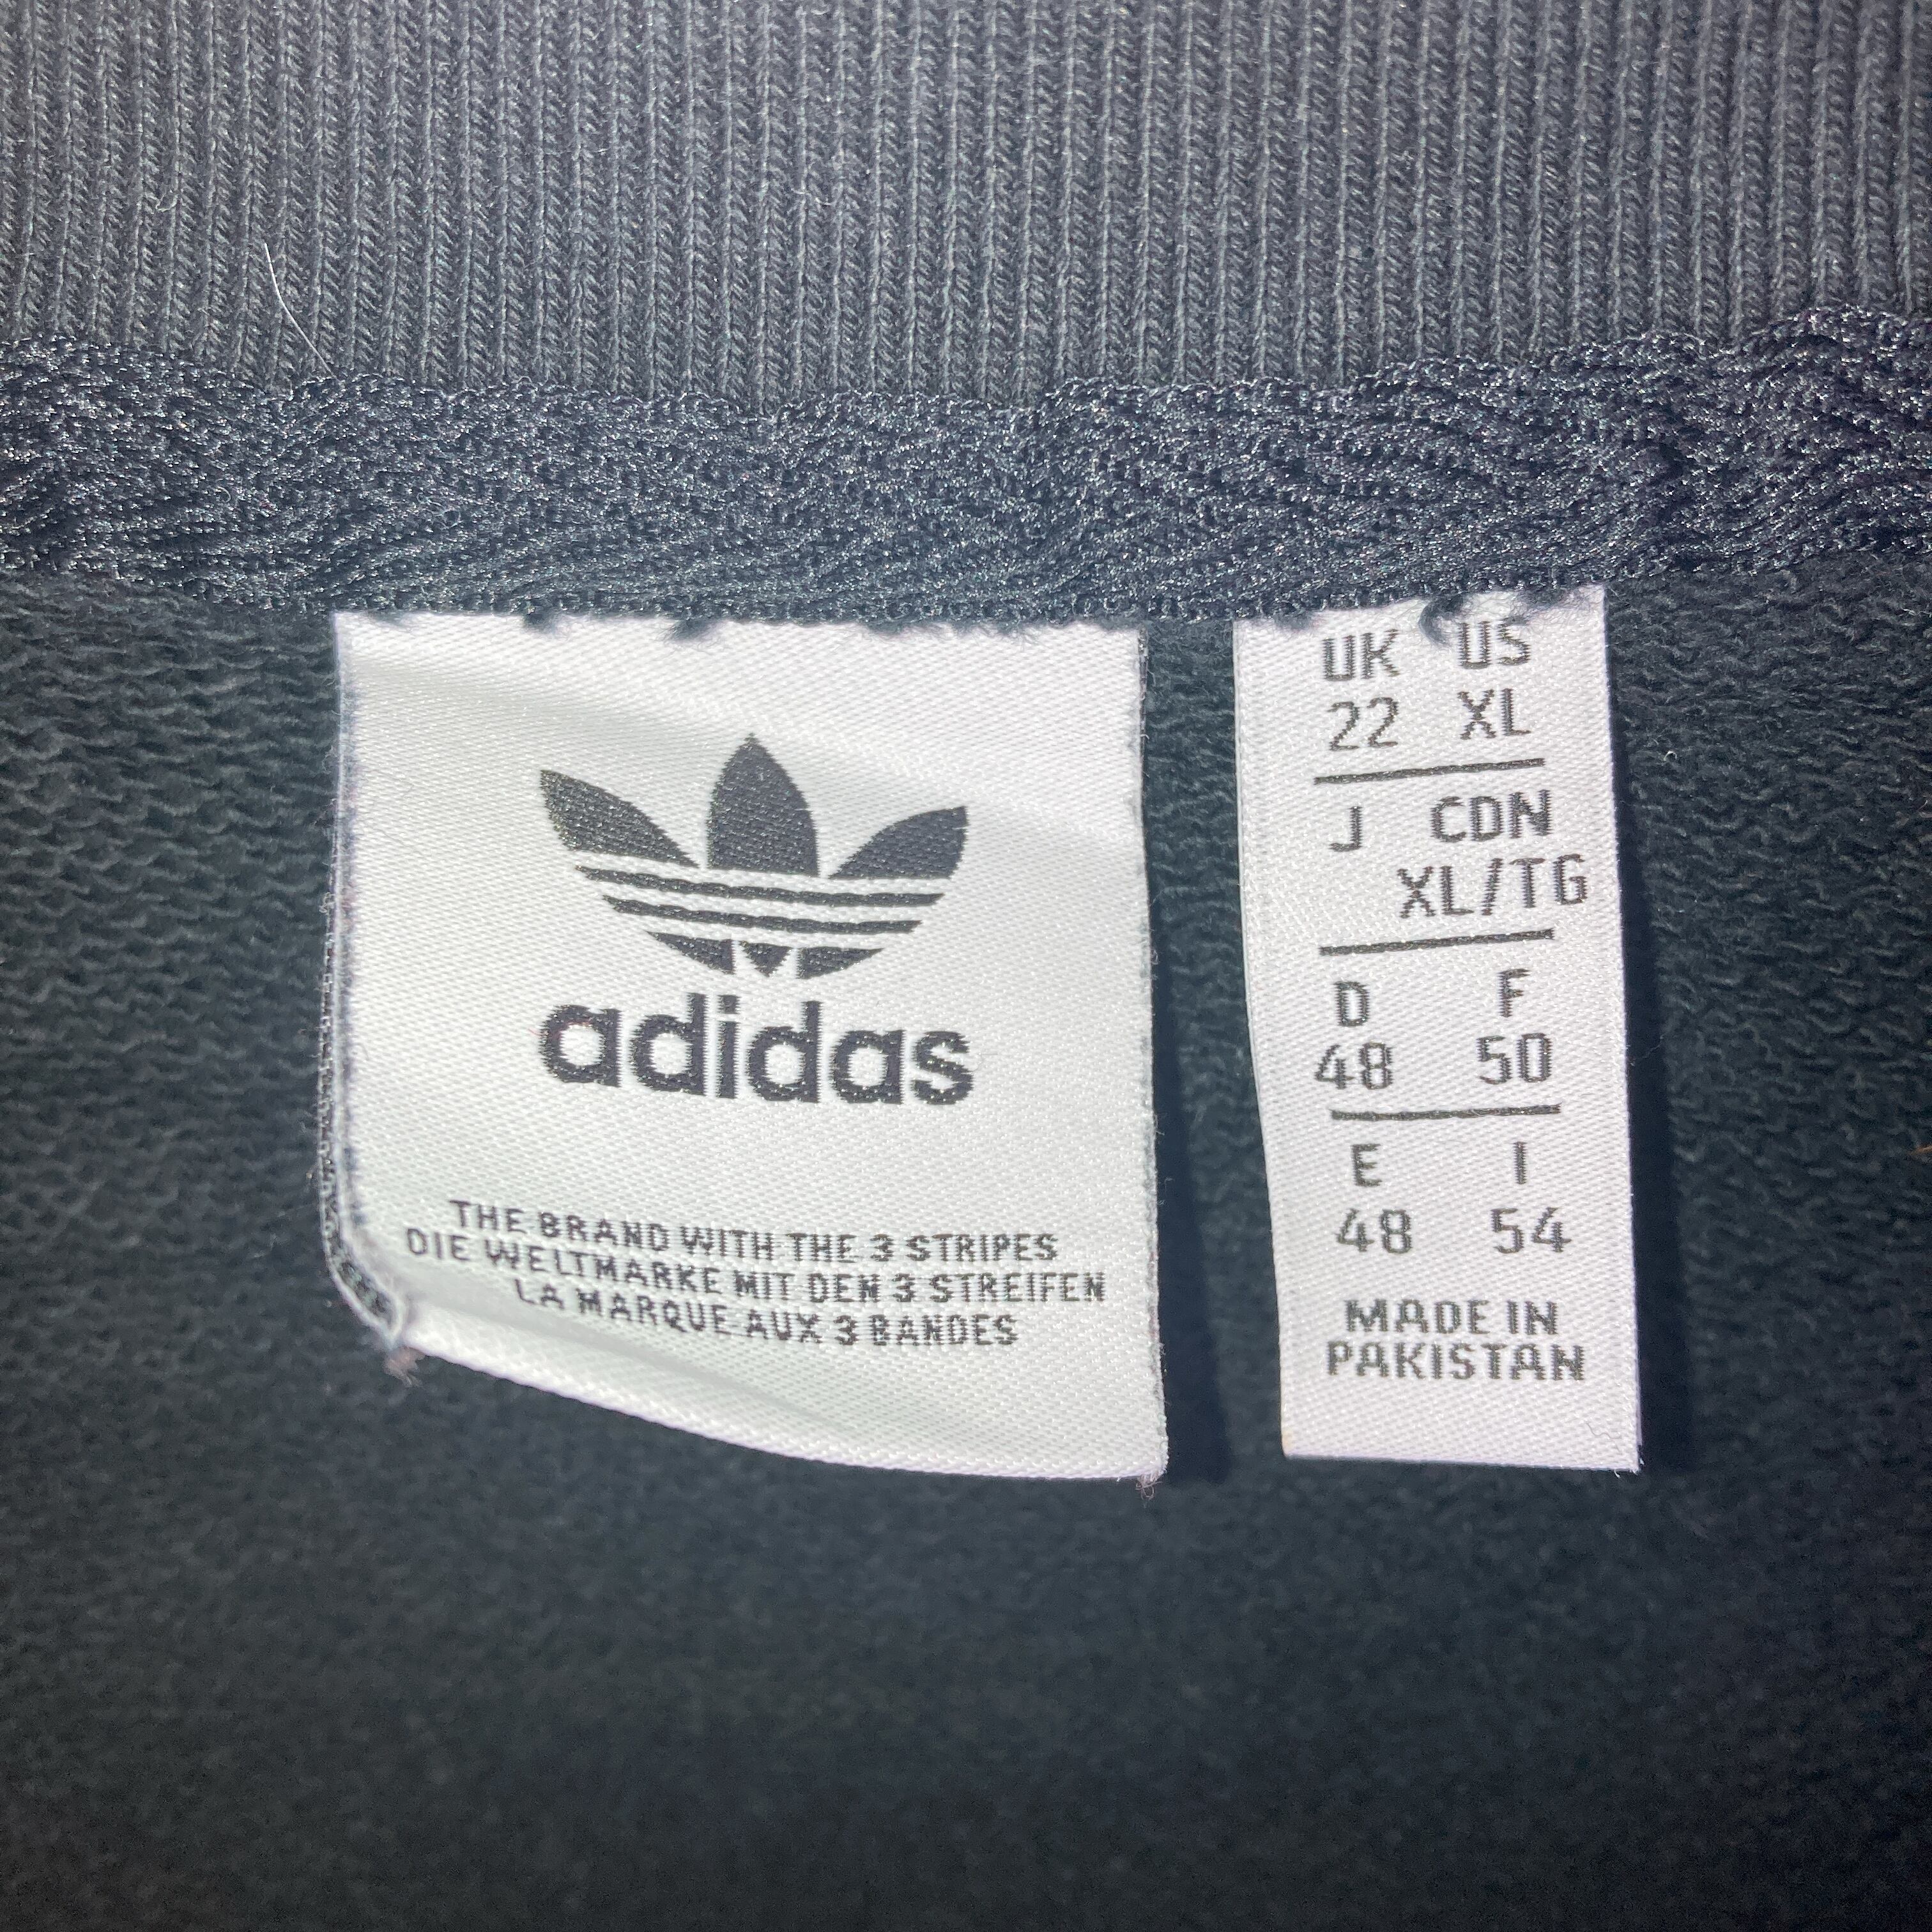 adidas
THE BRAND WITH THE 3 STRIPES
DIE WELTMARKE MIT DEN 3 STREIFEN
LA MARQUE AUX 3 BANDES
UK US
22 XL
J CDN
XL/TG
D F
48 50
E I
48 54
MADE IN
PAKISTAN